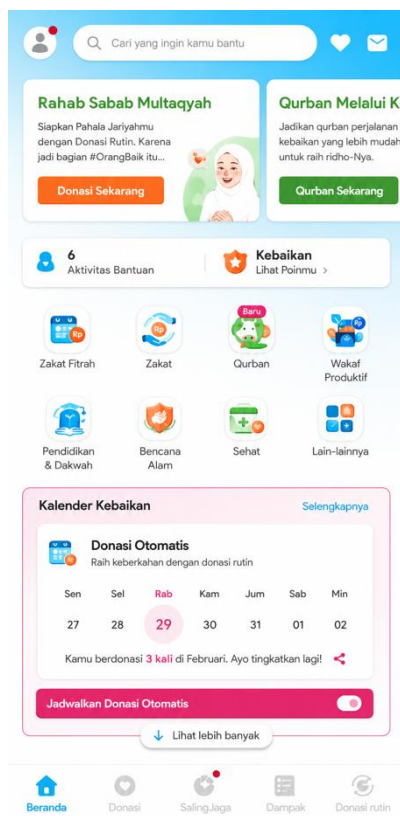 Cari yang ingin kamu bantu
Rahab Sabab Multaqyah
Siapkan Pahala Jariyahmu
dengan Donasi Rutin. Karena
jadi bagian #OrangBaik itu...
Donasi Sekarang
Qurban Melalui K
Jadikan qurban perjalanan
kebaikan yang lebih mudah
untuk raih ridho-Nya.
Qurban Sekarang
6
Aktivitas Bantuan
Kebaikan
Lihat Poinmu >
Rp
Rp
Baru
Rp
Zakat Fitrah
Zakat
Qurban
Wakaf
Produktif
Pendidikan
& Dakwah
Bencana
Alam
Sehat
Lain-lainnya
Kalender Kebaikan
Selengkapnya
Donasi Otomatis
Raih keberkahan dengan donasi rutin
Sen Sel Rab Kam Jum Sab Min
27 28 29 30 31 01 02
Kamu berdonasi 3 kali di Februari. Ayo tingkatkan lagi!
Jadwalkan Donasi Otomatis
Lihat lebih banyak
Beranda
Donasi
SalingJaga
Dampak
Donasi rutin